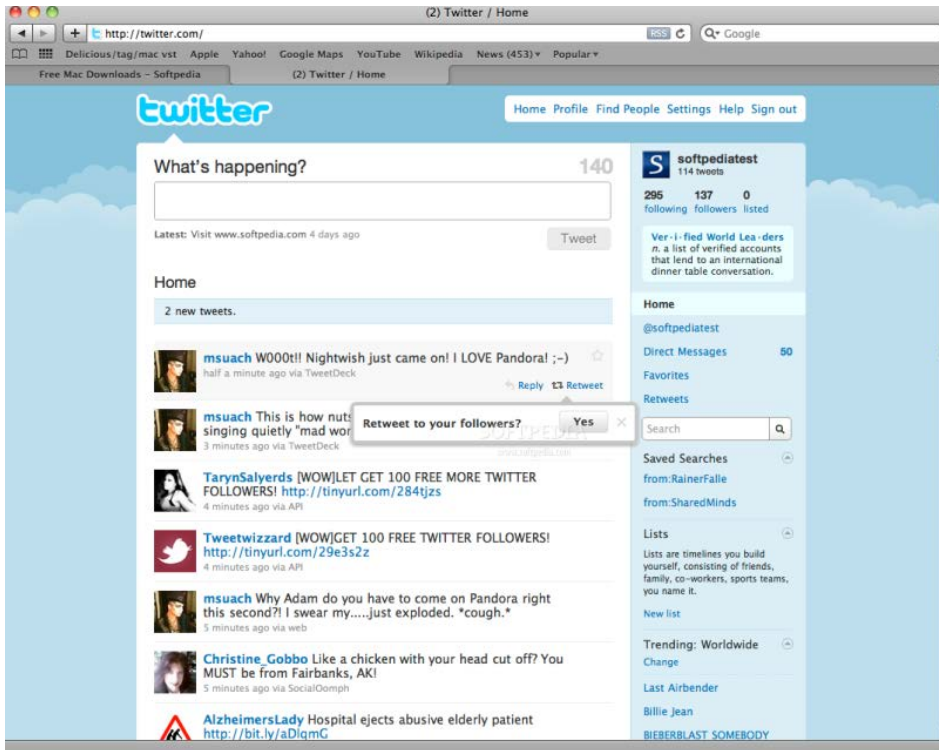 (2) Twitter / Home
http://twitter.com/
RSS
Google
Delicious/tag/mac vst Apple Yahoo! Google Maps YouTube Wikipedia News (453) Popular
Free Mac Downloads – Softpedia
(2) Twitter / Home
twitter
Home Profile Find People Settings Help Sign out
What's happening?
140
Latest: Visit www.softpedia.com 4 days ago
Tweet
Home
2 new tweets.
msuach W000t!! Nightwish just came on! I LOVE Pandora! ;-)
half a minute ago via TweetDeck
Reply Retweet
msuach This is how nuts
singing quietly "mad wor
3 minutes ago via TweetDeck
Retweet to your followers?
Yes
SOFTPEDIA
www.softpedia.com
TarynSalyerds [WOW]LET GET 100 FREE MORE TWITTER
FOLLOWERS! http://tinyurl.com/284tjzs
4 minutes ago via API
Tweetwizzard [WOW]GET 100 FREE TWITTER FOLLOWERS!
http://tinyurl.com/29e3s2z
4 minutes ago via API
msuach Why Adam do you have to come on Pandora right
this second?! I swear my.....just exploded. *cough.*
5 minutes ago via web
Christine_Gobbo Like a chicken with your head cut off? You
MUST be from Fairbanks, AK!
5 minutes ago via SocialOomph
AlzheimersLady Hospital ejects abusive elderly patient
http://bit.ly/aDlqmG
S
softpediatest
114 tweets
295 137 0
following followers listed
Ver·i·fied World Lea·ders
n. a list of verified accounts
that lend to an international
dinner table conversation.
Home
@softpediatest
Direct Messages 50
Favorites
Retweets
Search
Saved Searches
from:RainerFalle
from:SharedMinds
Lists
Lists are timelines you build
yourself, consisting of friends,
family, co-workers, sports teams,
you name it.
New list
Trending: Worldwide
Change
Last Airbender
Billie Jean
BIEBERBLAST SOMEBODY